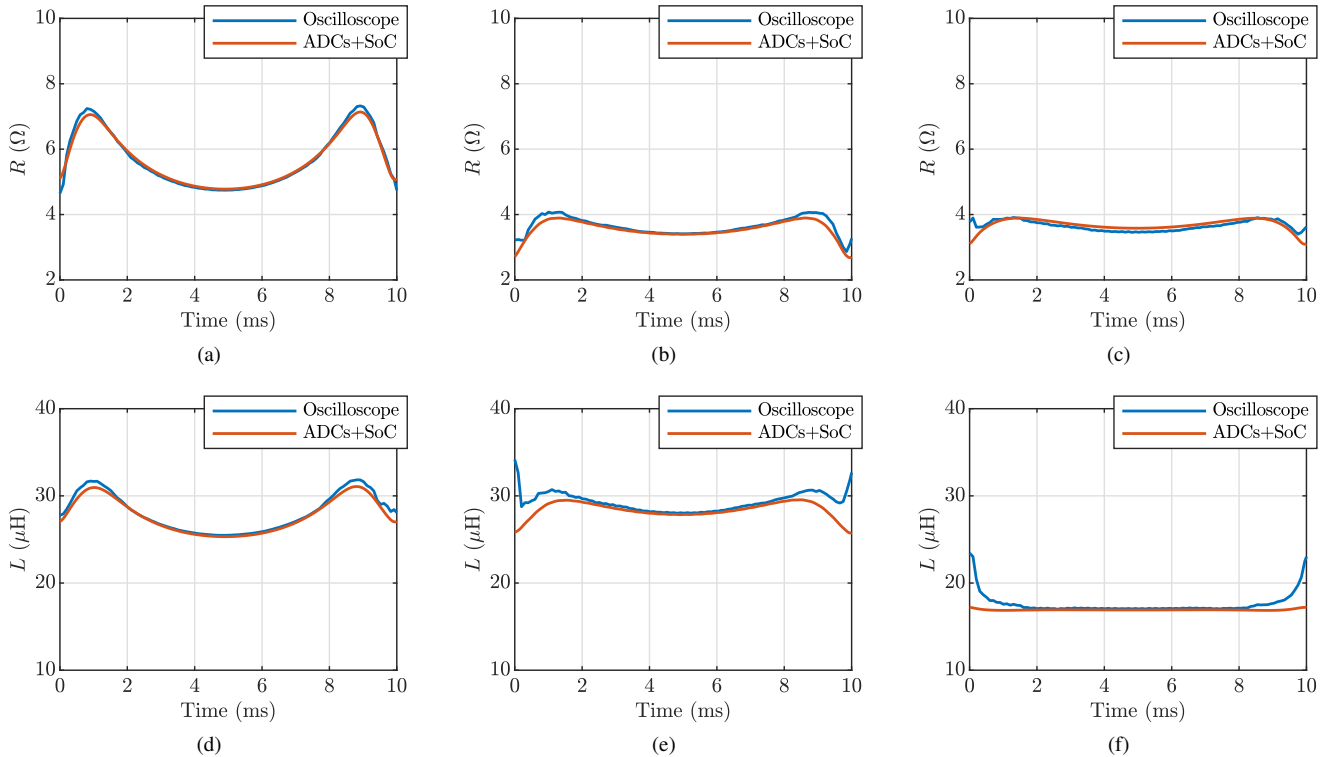 10
8
6
4
2
R (Ω)
0 2 4 6 8 10
Time (ms)
Oscilloscope
ADCs+SoC
(a)
10
8
6
4
2
R (Ω)
0 2 4 6 8 10
Time (ms)
Oscilloscope
ADCs+SoC
(b)
10
8
6
4
2
R (Ω)
0 2 4 6 8 10
Time (ms)
Oscilloscope
ADCs+SoC
(c)
40
30
20
10
L (μH)
0 2 4 6 8 10
Time (ms)
Oscilloscope
ADCs+SoC
(d)
40
30
20
10
L (μH)
0 2 4 6 8 10
Time (ms)
Oscilloscope
ADCs+SoC
(e)
40
30
20
10
L (μH)
0 2 4 6 8 10
Time (ms)
Oscilloscope
ADCs+SoC
(f)